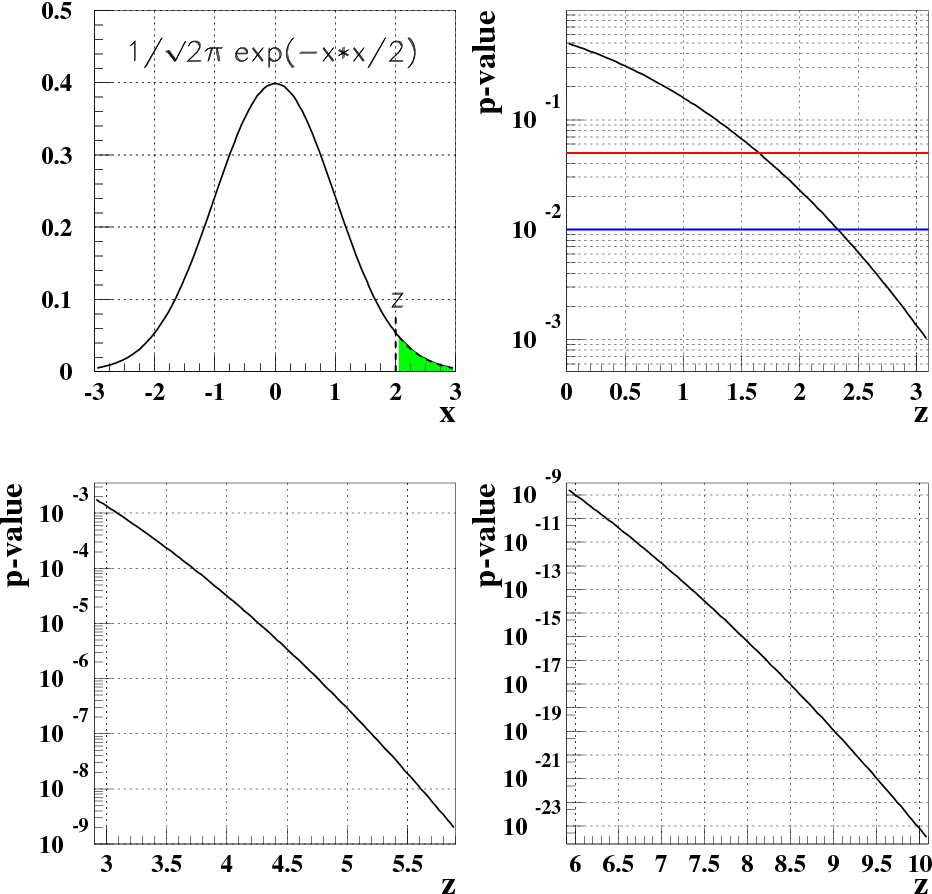 0.5
1/√2π exp(-x*x/2)
0.4
0.3
0.2
0.1
z
0
-3 -2 -1 0 1 2 3
x
p-value
10 -1
10 -2
10 -3
0 0.5 1 1.5 2 2.5 3
z
p-value
10 -3
10 -4
10 -5
10 -6
10 -7
10 -8
10 -9
3 3.5 4 4.5 5 5.5
z
p-value
10 -9
10 -11
10 -13
10 -15
10 -17
10 -19
10 -21
10 -23
6 6.5 7 7.5 8 8.5 9 9.5 10
z